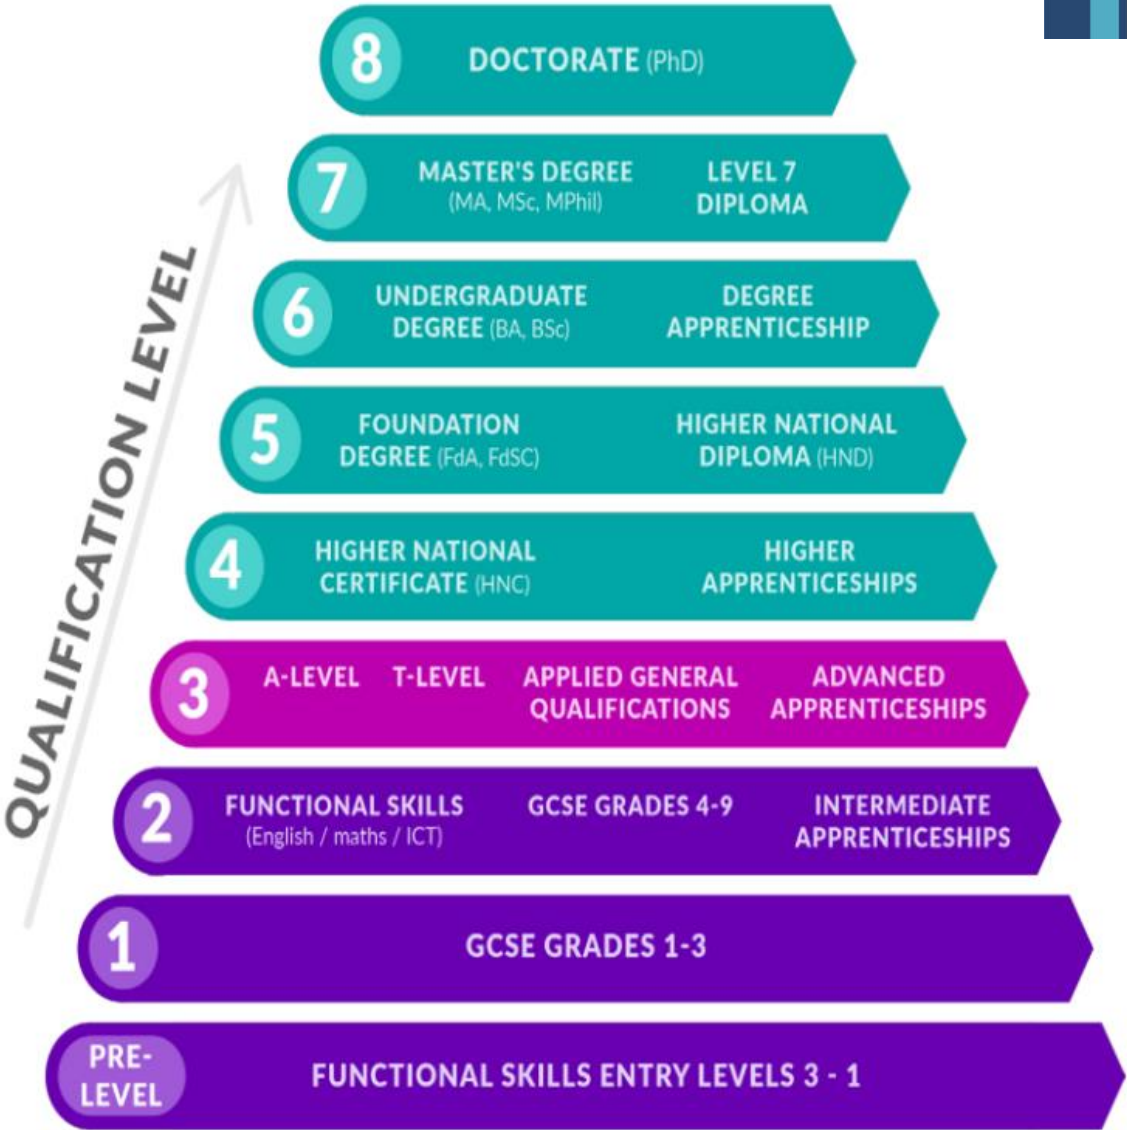 8
DOCTORATE (PhD)
7
MASTER'S DEGREE
(MA, MSc, MPhil)
LEVEL 7
DIPLOMA
6
UNDERGRADUATE
DEGREE (BA, BSc)
DEGREE
APPRENTICESHIP
5
FOUNDATION
DEGREE (FdA, FdSC)
HIGHER NATIONAL
DIPLOMA (HND)
4
HIGHER NATIONAL
CERTIFICATE (HNC)
HIGHER
APPRENTICESHIPS
3
A-LEVEL
T-LEVEL
APPLIED GENERAL
QUALIFICATIONS
ADVANCED
APPRENTICESHIPS
2
FUNCTIONAL SKILLS
(English / maths / ICT)
GCSE GRADES 4-9
INTERMEDIATE
APPRENTICESHIPS
1
GCSE GRADES 1-3
PRE-
LEVEL
FUNCTIONAL SKILLS ENTRY LEVELS 3 - 1
QUALIFICATION LEVEL